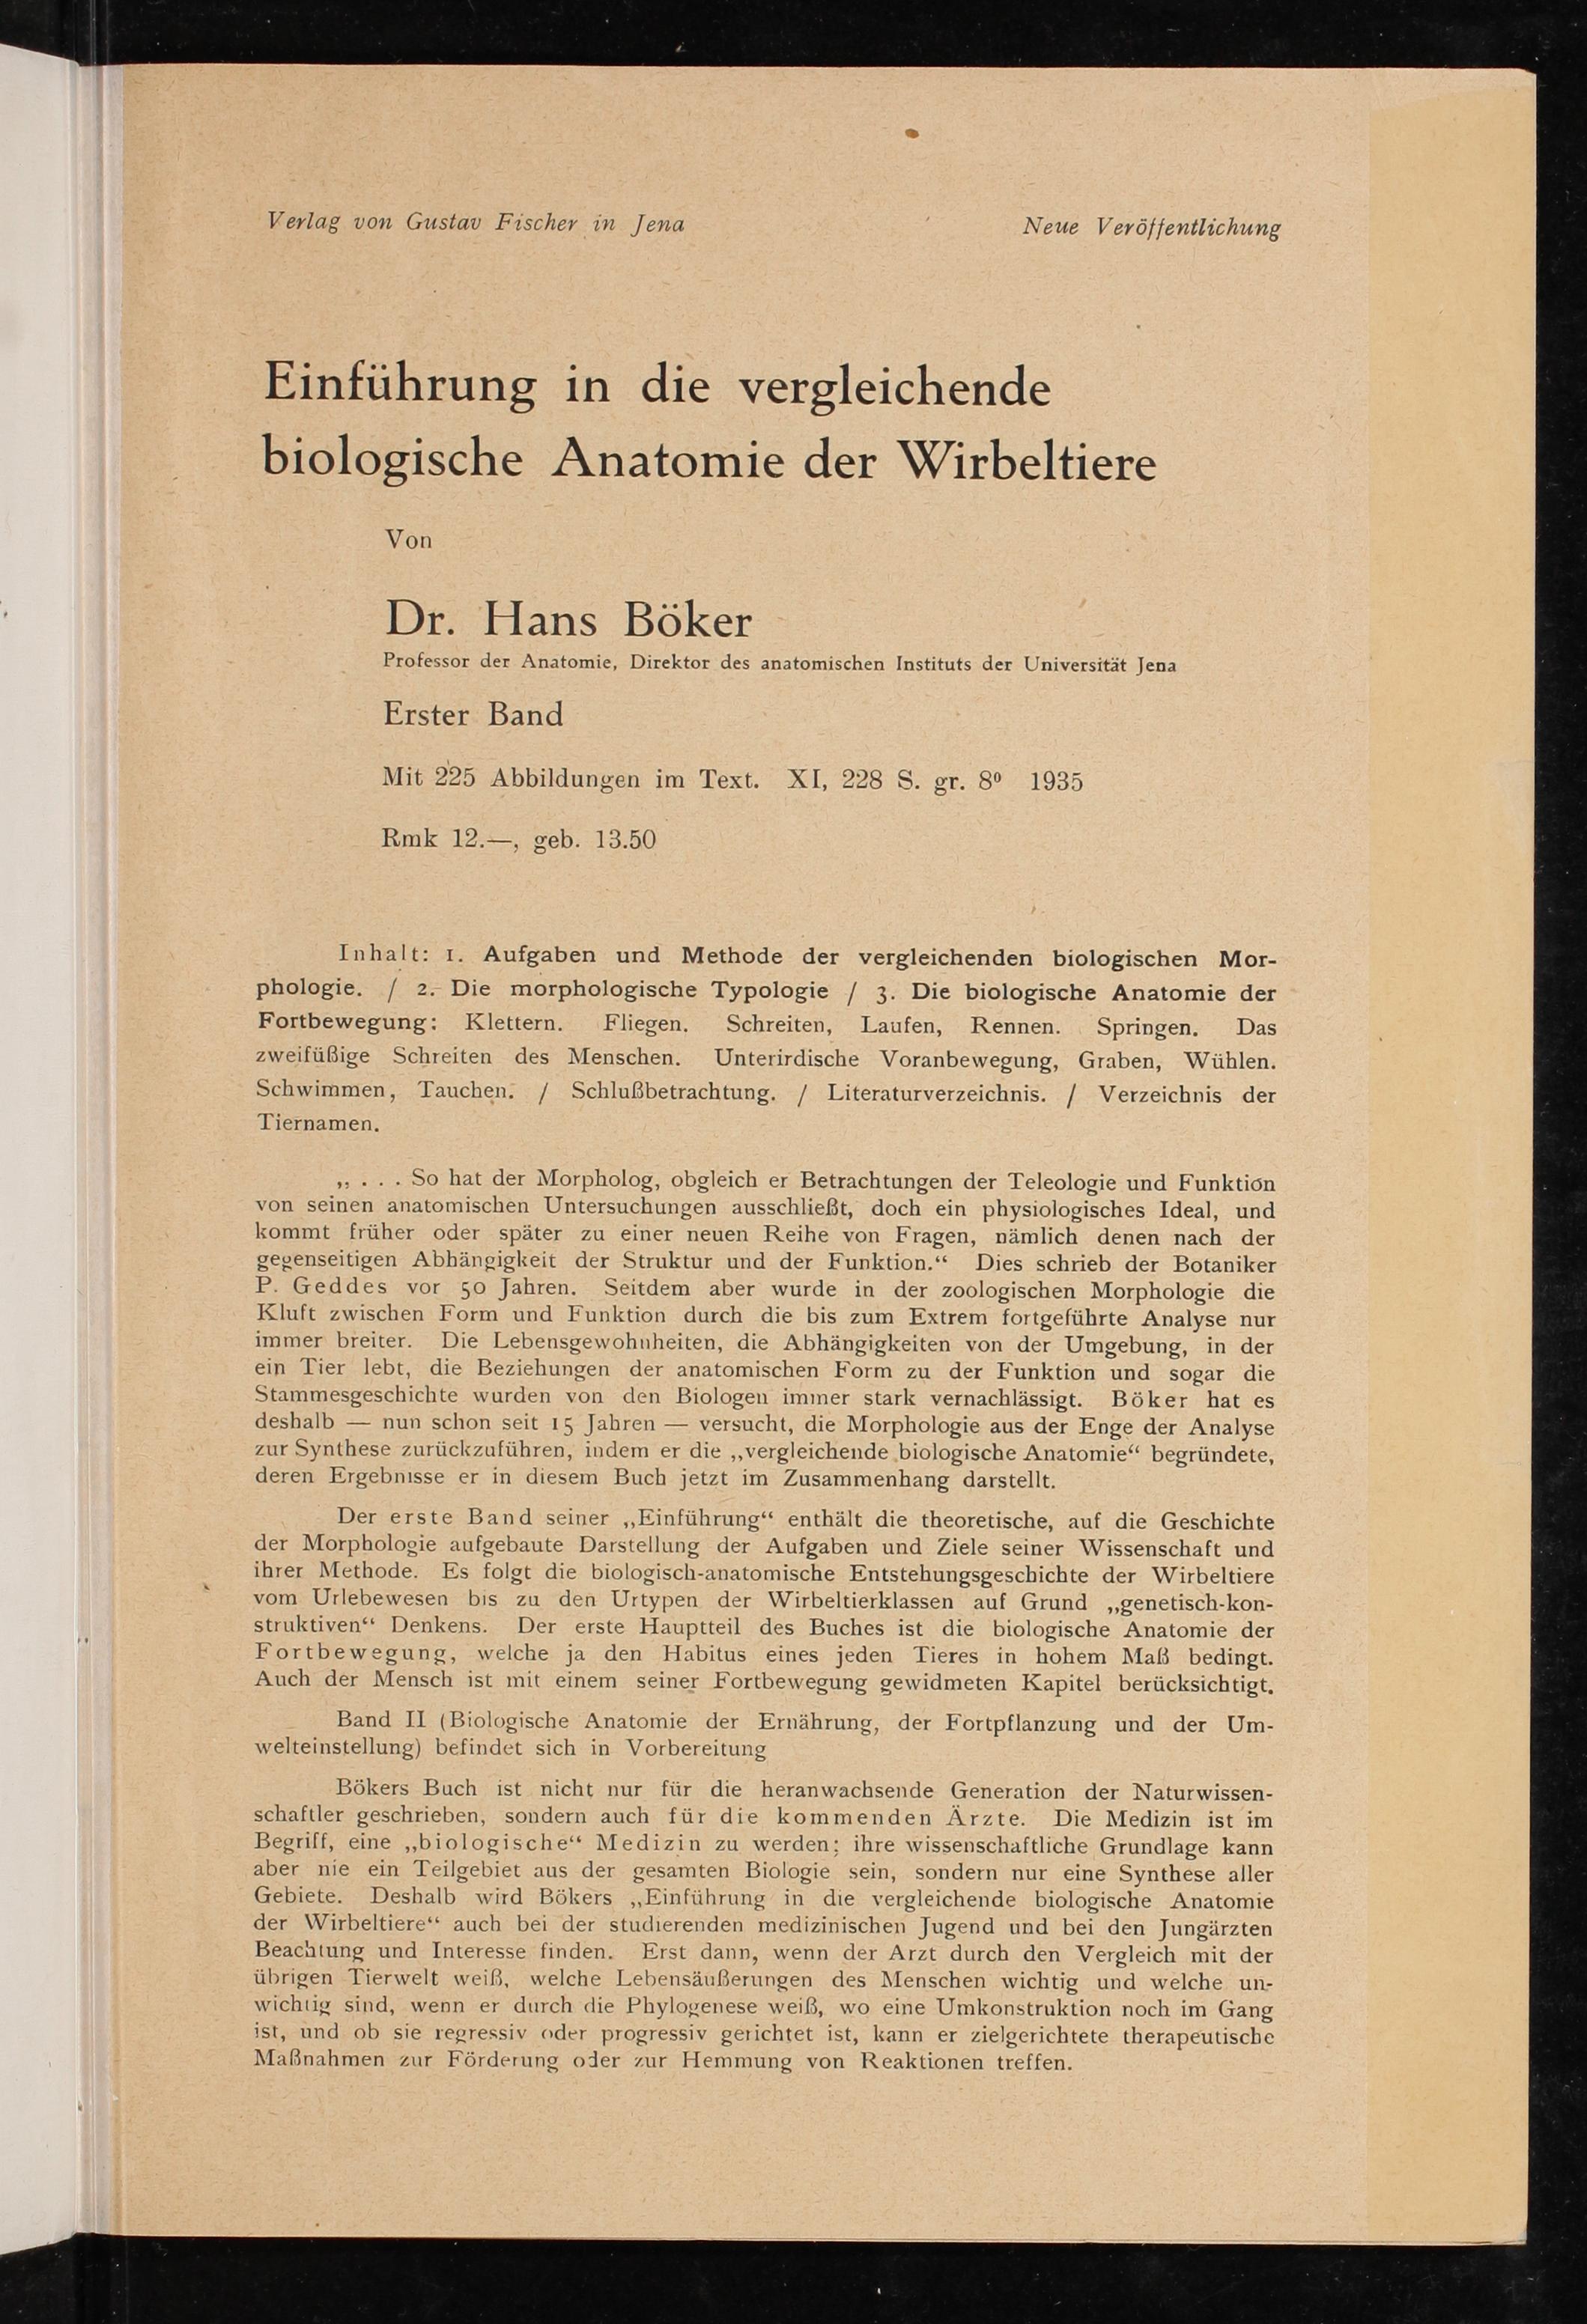 Verlag von Gustav Fischer in Jena
Neue Veröffentlichung
Einführung in die vergleichende
biologische Anatomie der Wirbeltiere
Von
Dr. Hans Böker
Professor der Anatomie, Direktor des anatomischen Instituts der Universität Jena
Erster Band
Mit 225 Abbildungen im Text. XI, 228 S. gr. 8⁰ 1935
Rmk 12.—, geb. 13.50
Inhalt: 1. Aufgaben und Methode der vergleichenden biologischen Mor-
phologie. / 2. Die morphologische Typologie / 3. Die biologische Anatomie der
Fortbewegung: Klettern. Fliegen. Schreiten, Laufen, Rennen. Springen. Das
zweifüßige Schreiten des Menschen. Unterirdische Voranbewegung, Graben, Wühlen.
Schwimmen, Tauchen. / Schlußbetrachtung. / Literaturverzeichnis. / Verzeichnis der
Tiernamen.
„ . . . So hat der Morpholog, obgleich er Betrachtungen der Teleologie und Funktion
von seinen anatomischen Untersuchungen ausschließt, doch ein physiologisches Ideal, und
kommt früher oder später zu einer neuen Reihe von Fragen, nämlich denen nach der
gegenseitigen Abhängigkeit der Struktur und der Funktion.“ Dies schrieb der Botaniker
P. Geddes vor 50 Jahren. Seitdem aber wurde in der zoologischen Morphologie die
Kluft zwischen Form und Funktion durch die bis zum Extrem fortgeführte Analyse nur
immer breiter. Die Lebensgewohnheiten, die Abhängigkeiten von der Umgebung, in der
ein Tier lebt, die Beziehungen der anatomischen Form zu der Funktion und sogar die
Stammesgeschichte wurden von den Biologen immer stark vernachlässigt. Böker hat es
deshalb — nun schon seit 15 Jahren — versucht, die Morphologie aus der Enge der Analyse
zur Synthese zurückzuführen, indem er die „vergleichende biologische Anatomie“ begründete,
deren Ergebnisse er in diesem Buch jetzt im Zusammenhang darstellt.
Der erste Band seiner „Einführung“ enthält die theoretische, auf die Geschichte
der Morphologie aufgebaute Darstellung der Aufgaben und Ziele seiner Wissenschaft und
ihrer Methode. Es folgt die biologisch-anatomische Entstehungsgeschichte der Wirbeltiere
vom Urlebewesen bis zu den Urtypen der Wirbeltierklassen auf Grund „genetisch-kon-
struktiven“ Denkens. Der erste Hauptteil des Buches ist die biologische Anatomie der
Fortbewegung, welche ja den Habitus eines jeden Tieres in hohem Maß bedingt.
Auch der Mensch ist mit einem seiner Fortbewegung gewidmeten Kapitel berücksichtigt.
Band II (Biologische Anatomie der Ernährung, der Fortpflanzung und der Um-
welteinstellung) befindet sich in Vorbereitung
Bökers Buch ist nicht nur für die heranwachsende Generation der Naturwissen-
schaftler geschrieben, sondern auch für die kommenden Ärzte. Die Medizin ist im
Begriff, eine „biologische“ Medizin zu werden; ihre wissenschaftliche Grundlage kann
aber nie ein Teilgebiet aus der gesamten Biologie sein, sondern nur eine Synthese aller
Gebiete. Deshalb wird Bökers „Einführung in die vergleichende biologische Anatomie
der Wirbeltiere“ auch bei der studierenden medizinischen Jugend und bei den Jungärzten
Beachtung und Interesse finden. Erst dann, wenn der Arzt durch den Vergleich mit der
übrigen Tierwelt weiß, welche Lebensäußerungen des Menschen wichtig und welche un-
wichtig sind, wenn er durch die Phylogenese weiß, wo eine Umkonstruktion noch im Gang
ist, und ob sie regressiv oder progressiv gerichtet ist, kann er zielgerichtete therapeutische
Maßnahmen zur Förderung oder zur Hemmung von Reaktionen treffen.